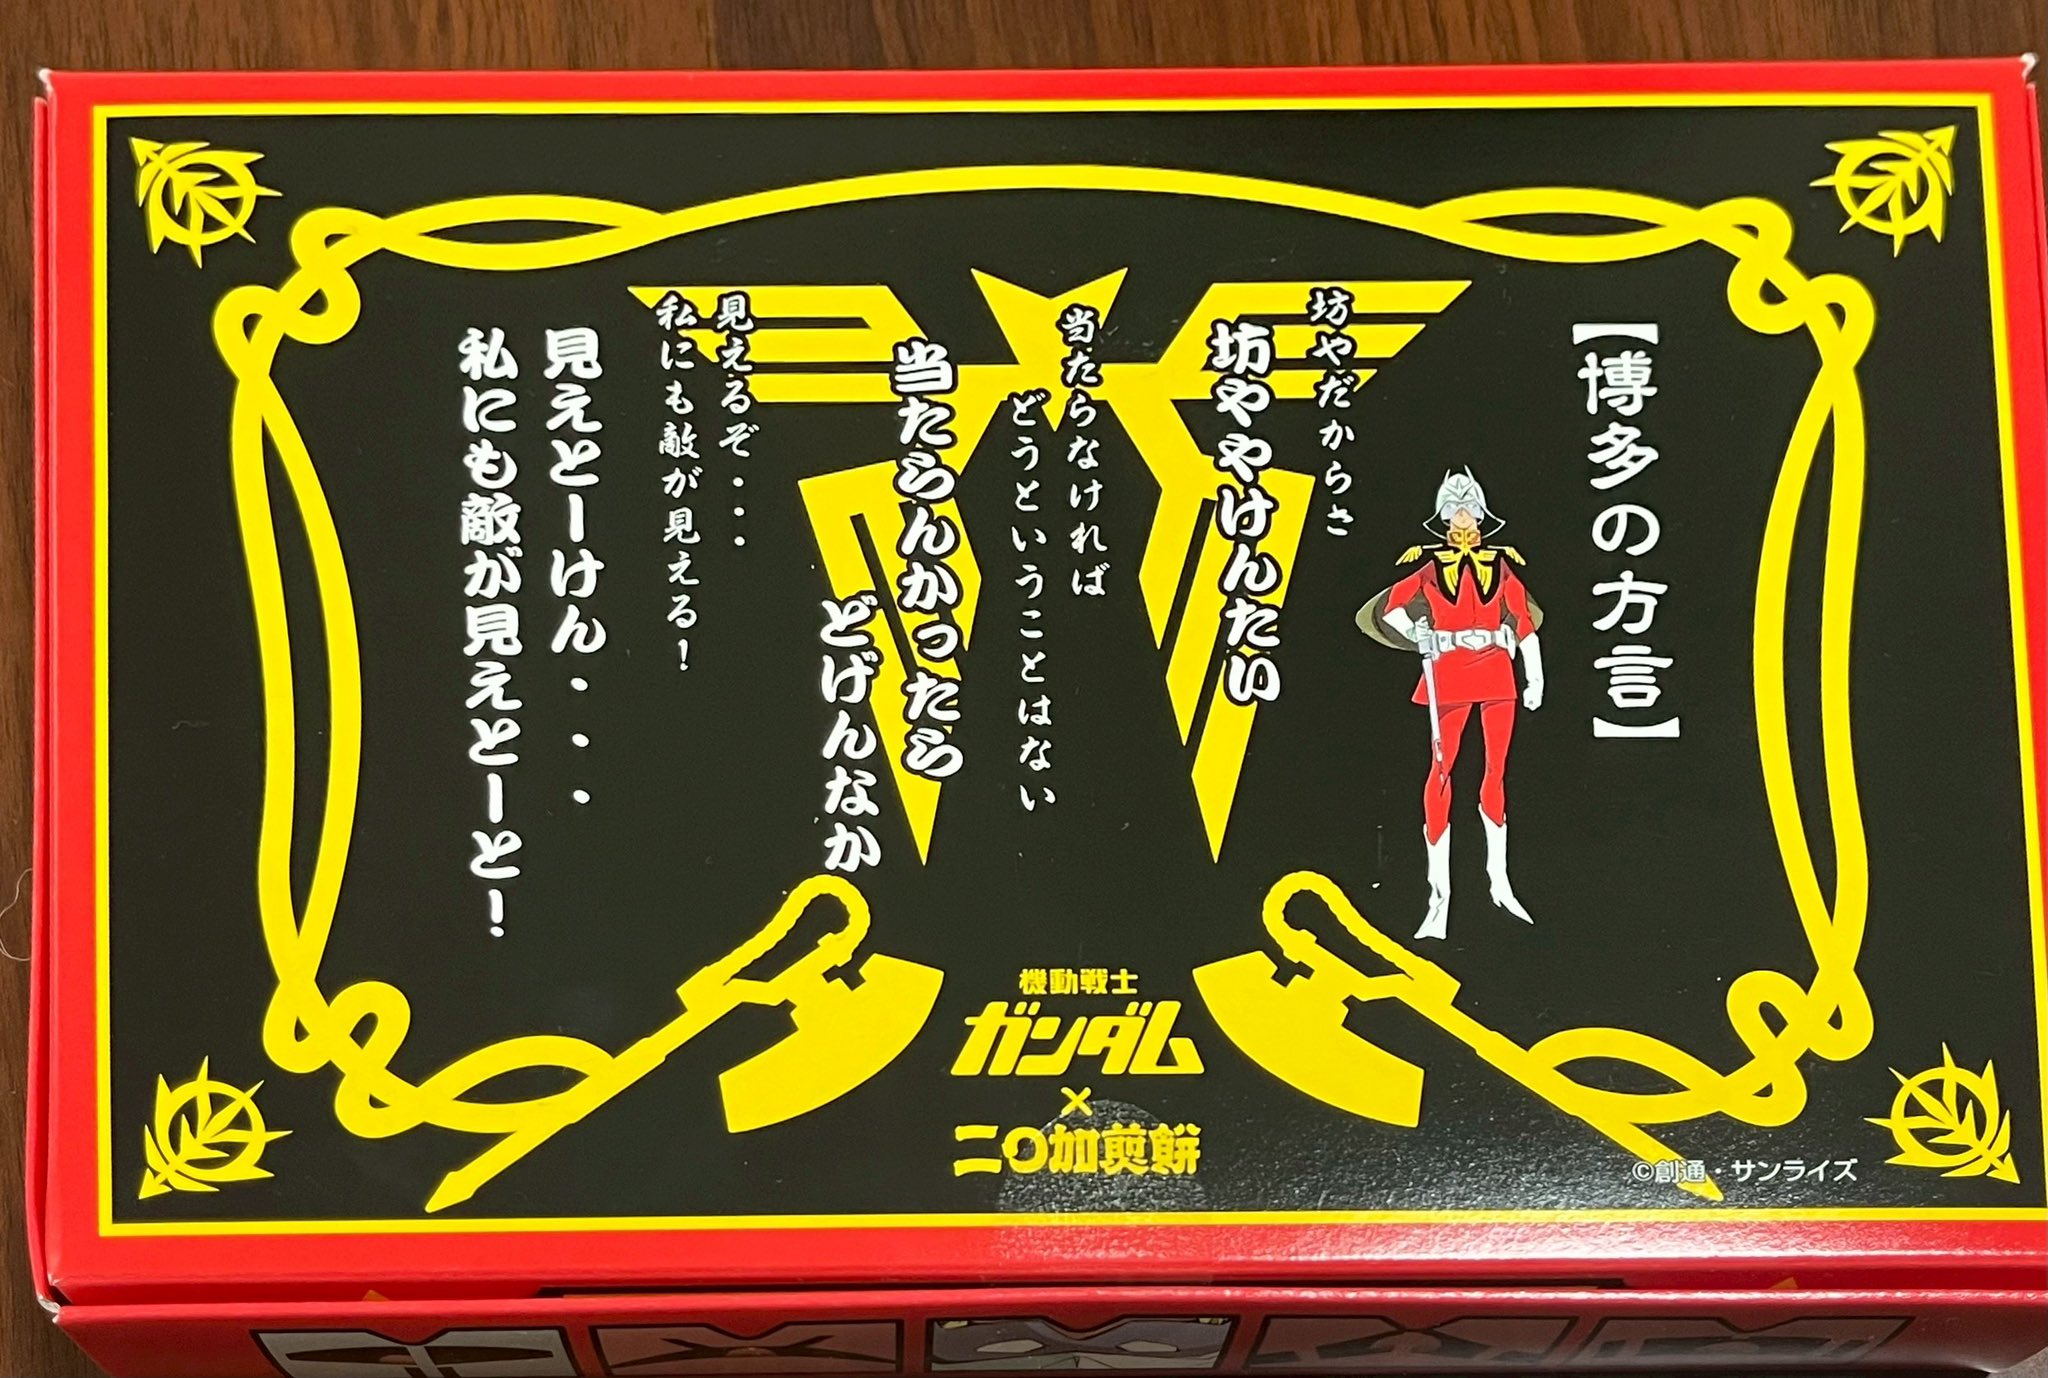 【博多の方言】
坊やだからさ
坊ややけんたい
当たらなければ
どうということはない
当たらんかったら
どげんなか
見えるぞ・・・
私にも敵が見える！
見えとーけん・・・
私にも敵が見えとーと！
機動戦士
ガンダム
×
二〇加煎餅
©創通・サンライズ